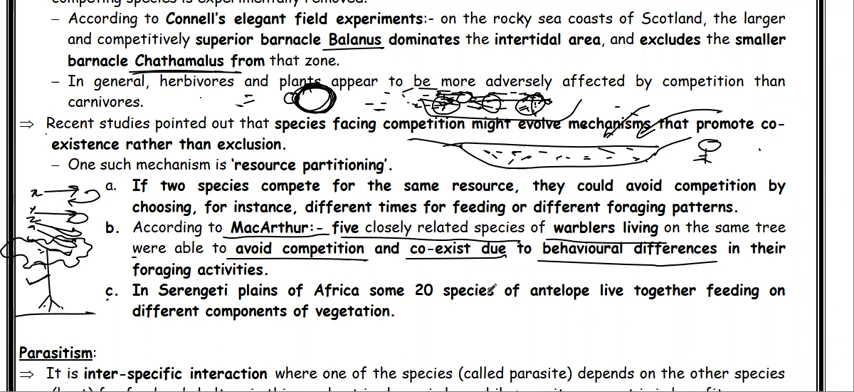 competing species is experimentally removed.
– According to Connell's elegant field experiments:- on the rocky sea coasts of Scotland, the larger
and competitively superior barnacle Balanus dominates the intertidal area, and excludes the smaller
barnacle Chathamalus from that zone.
– In general, herbivores and plants appear to be more adversely affected by competition than
carnivores.
⇒ Recent studies pointed out that species facing competition might evolve mechanisms that promote co-
existence rather than exclusion.
– One such mechanism is 'resource partitioning'.
a. If two species compete for the same resource, they could avoid competition by
choosing, for instance, different times for feeding or different foraging patterns.
b. According to MacArthur:- five closely related species of warblers living on the same tree
were able to avoid competition and co-exist due to behavioural differences in their
foraging activities.
c. In Serengeti plains of Africa some 20 species of antelope live together feeding on
different components of vegetation.
Parasitism:
⇒ It is inter-specific interaction where one of the species (called parasite) depends on the other species